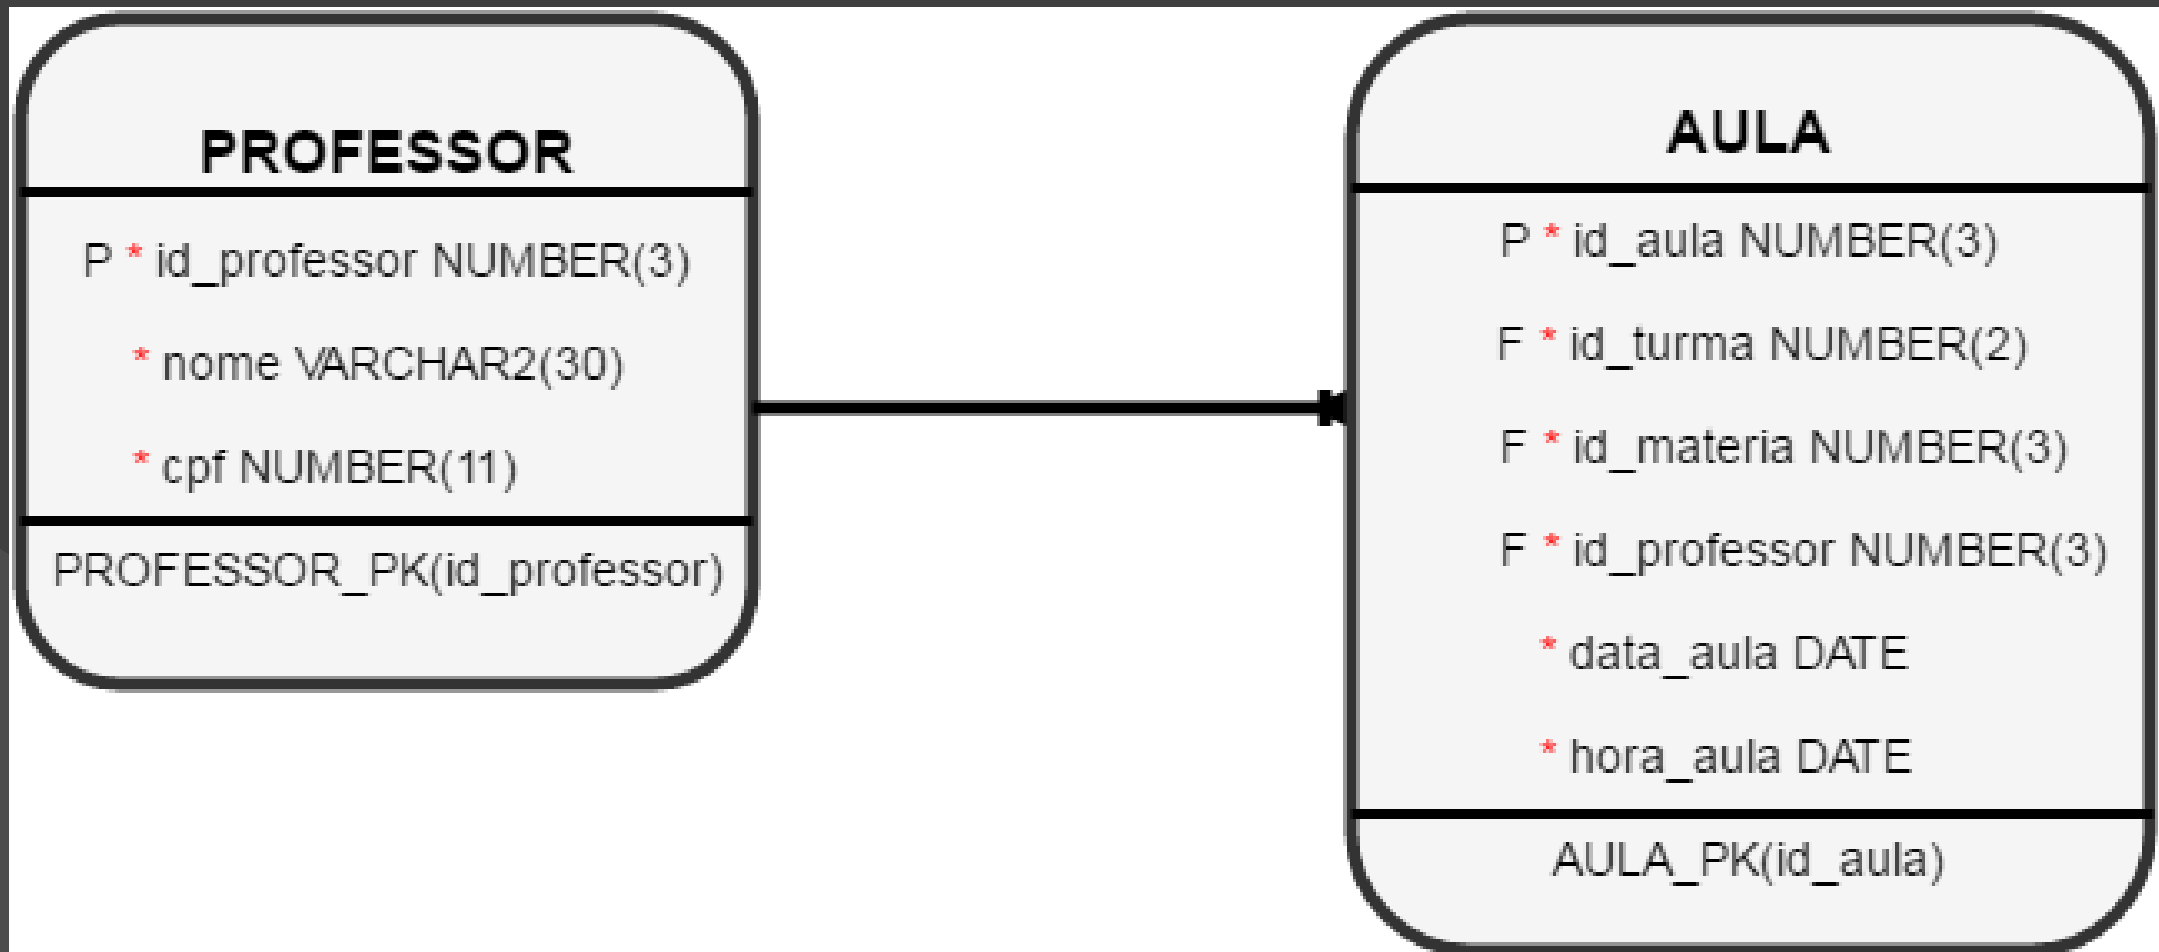 PROFESSOR
P * id_professor NUMBER(3)
* nome VARCHAR2(30)
* cpf NUMBER(11)
PROFESSOR_PK(id_professor)
AULA
P * id_aula NUMBER(3)
F * id_turma NUMBER(2)
F * id_materia NUMBER(3)
F * id_professor NUMBER(3)
* data_aula DATE
* hora_aula DATE
AULA_PK(id_aula)